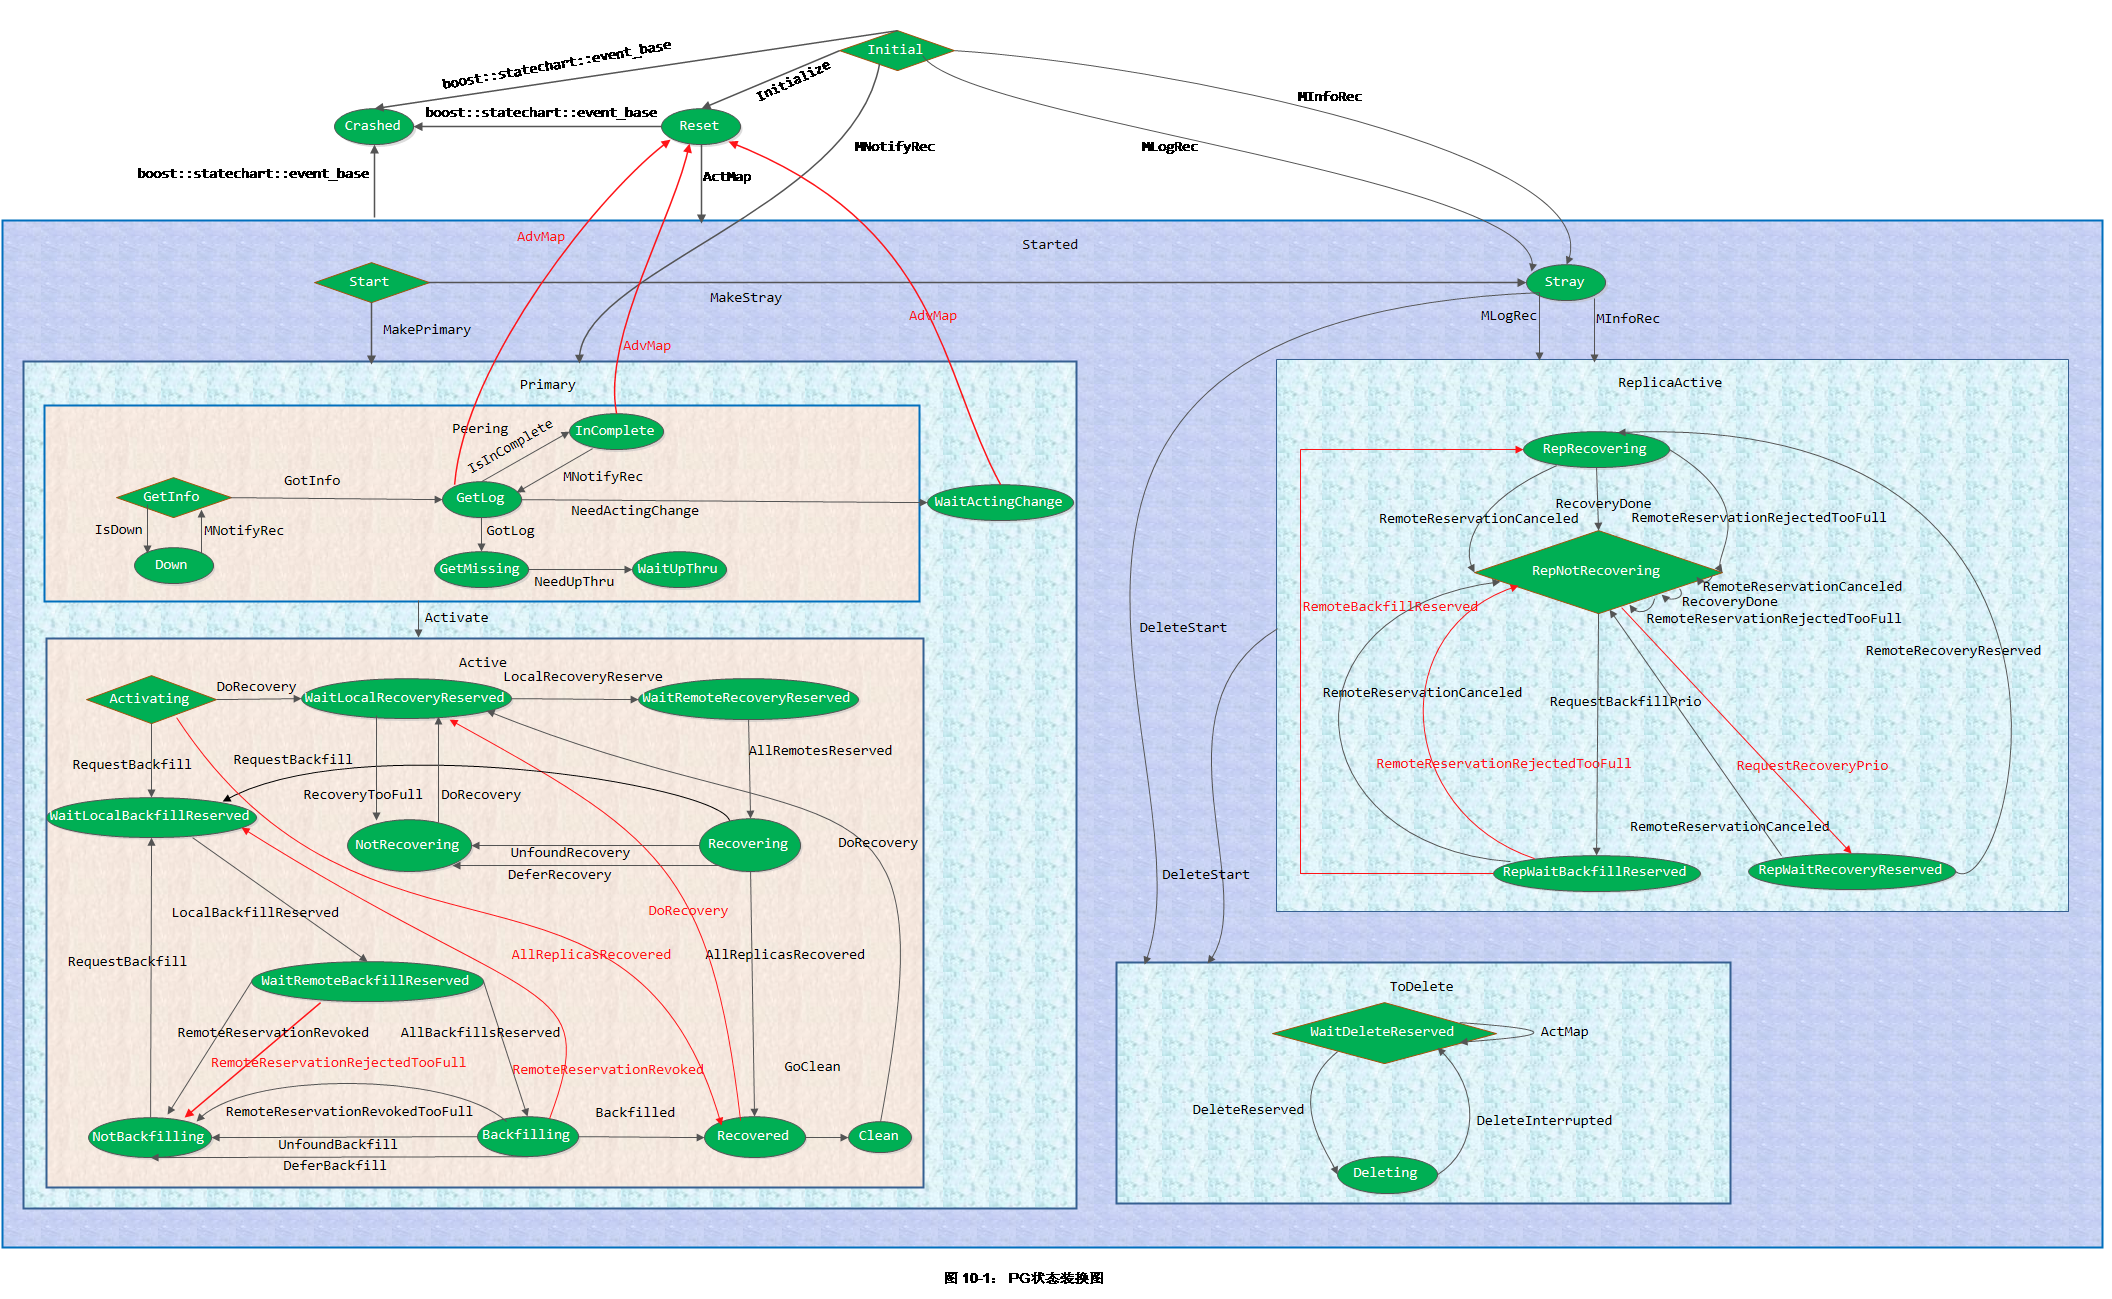 Initial
boost::statechart::event_base
Initialize
MInfoRec
boost::statechart::event_base
Crashed
Reset
MNotifyRec
MLogRec
boost::statechart::event_base
ActMap
AdvMap
Started
Start
Stray
MakeStray
AdvMap
MLogRec
MInfoRec
MakePrimary
AdvMap
Primary
ReplicaActive
Peering
IsInComplete
InComplete
RepRecovering
GotInfo
MNotifyRec
GetInfo
GetLog
WaitActingChange
NeedActingChange
RecoveryDone
RemoteReservationCanceled
RemoteReservationRejectedTooFull
IsDown
MNotifyRec
GotLog
Down
GetMissing
WaitUpThru
NeedUpThru
RepNotRecovering
RemoteReservationCanceled
RecoveryDone
RemoteBackfillReserved
RemoteReservationRejectedTooFull
Activate
DeleteStart
RemoteRecoveryReserved
Active
LocalRecoveryReserve
DoRecovery
Activating
WaitLocalRecoveryReserved
WaitRemoteRecoveryReserved
RemoteReservationCanceled
RequestBackfillPrio
AllRemotesReserved
RequestBackfill
RequestBackfill
RemoteReservationRejectedTooFull
RequestRecoveryPrio
RecoveryTooFull
DoRecovery
WaitLocalBackfillReserved
RemoteReservationCanceled
NotRecovering
Recovering
DoRecovery
UnfoundRecovery
DeferRecovery
DeleteStart
RepWaitBackfillReserved
RepWaitRecoveryReserved
LocalBackfillReserved
DoRecovery
RequestBackfill
AllReplicasRecovered
AllReplicasRecovered
WaitRemoteBackfillReserved
ToDelete
RemoteReservationRevoked
AllBackfillsReserved
WaitDeleteReserved
ActMap
RemoteReservationRejectedTooFull
RemoteReservationRevoked
GoClean
RemoteReservationRevokedTooFull
Backfilled
DeleteReserved
DeleteInterrupted
NotBackfilling
Backfilling
Recovered
Clean
UnfoundBackfill
DeferBackfill
Deleting
图 10-1： PG状态装换图